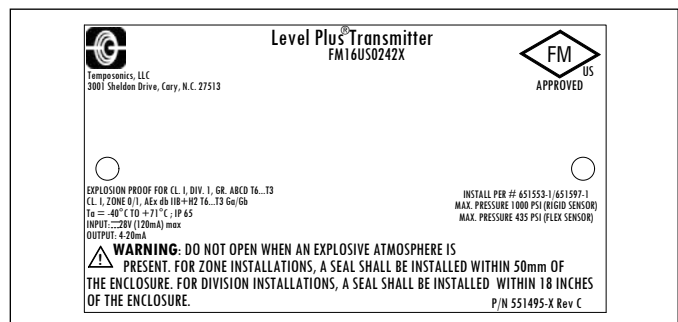 Level Plus® Transmitter
FM16US0242X
FM
US
APPROVED
Temposonics, LLC
3001 Sheldon Drive, Cary, N.C. 27513
EXPLOSION PROOF FOR CL. I, DIV. 1, GR. ABCD T6...T3
CL. I, ZONE 0/1, AEx db IIB+H2 T6...T3 Ga/Gb
Ta = -40°C TO +71°C ; IP 65
INPUT:⎓28V (120mA) max
OUTPUT: 4-20mA
INSTALL PER # 651553-1/651597-1
MAX. PRESSURE 1000 PSI (RIGID SENSOR)
MAX. PRESSURE 435 PSI (FLEX SENSOR)
WARNING: DO NOT OPEN WHEN AN EXPLOSIVE ATMOSPHERE IS
PRESENT. FOR ZONE INSTALLATIONS, A SEAL SHALL BE INSTALLED WITHIN 50mm OF
THE ENCLOSURE. FOR DIVISION INSTALLATIONS, A SEAL SHALL BE INSTALLED WITHIN 18 INCHES
OF THE ENCLOSURE.
P/N 551495-X Rev C